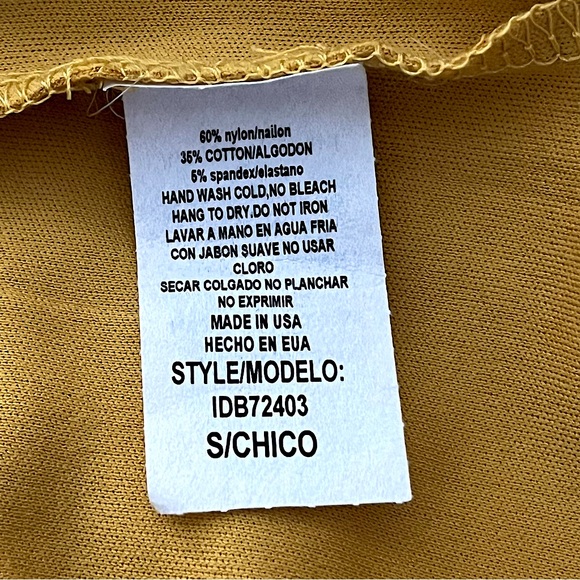 60% nylon/nailon
35% COTTON/ALGODON
5% spandex/elastano
HAND WASH COLD,NO BLEACH
HANG TO DRY.DO NOT IRON
LAVAR A MANO EN AGUA FRIA
CON JABON SUAVE NO USAR
CLORO
SECAR COLGADO NO PLANCHAR
NO EXPRIMIR
MADE IN USA
HECHO EN EUA
STYLE/MODELO:
IDB72403
S/CHICO